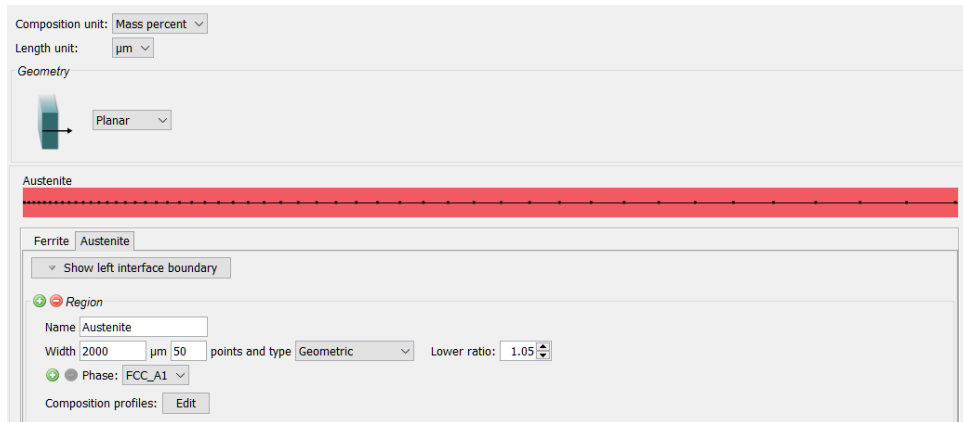 Composition unit: Mass percent
Length unit: µm
Geometry
Planar
Austenite
Ferrite Austenite
Show left interface boundary
Region
Name Austenite
Width 2000 µm 50 points and type Geometric Lower ratio: 1.05
Phase: FCC_A1
Composition profiles: Edit